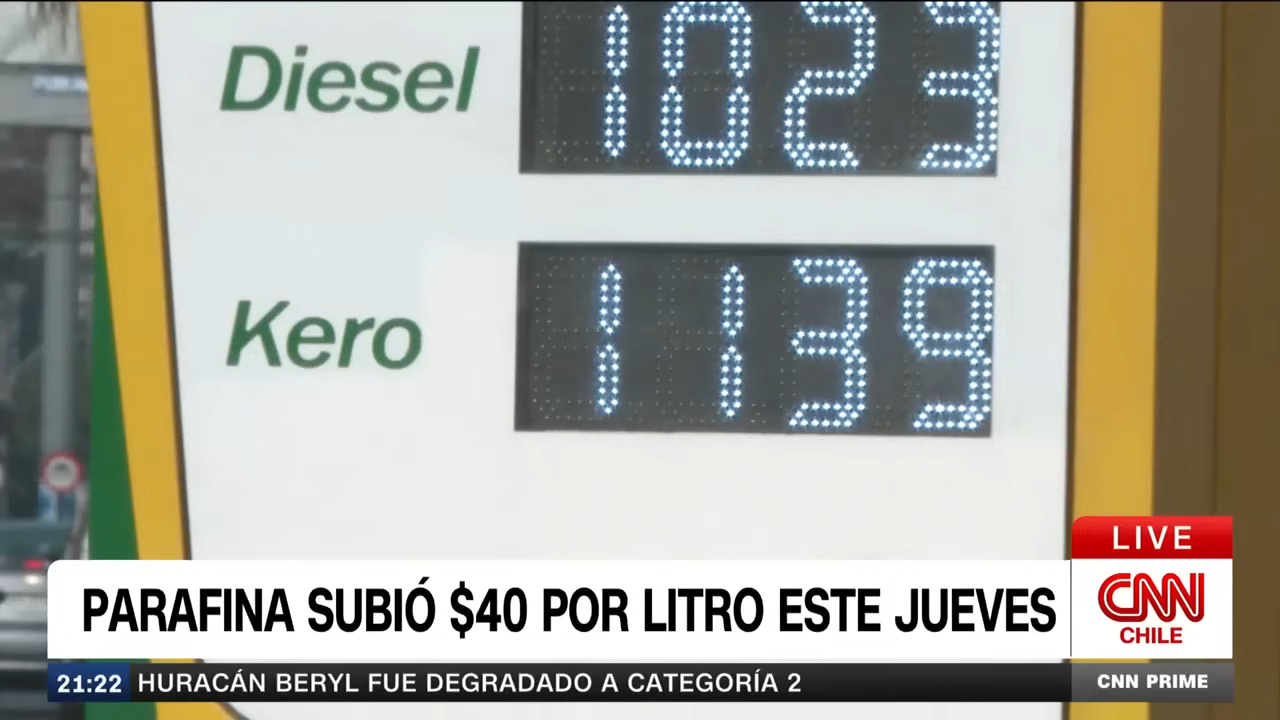 Diesel
1023
Kero
1139
LIVE
PARAFINA SUBIÓ $40 POR LITRO ESTE JUEVES
CNN
CHILE
21:22 HURACÁN BERYL FUE DEGRADADO A CATEGORÍA 2
CNN PRIME